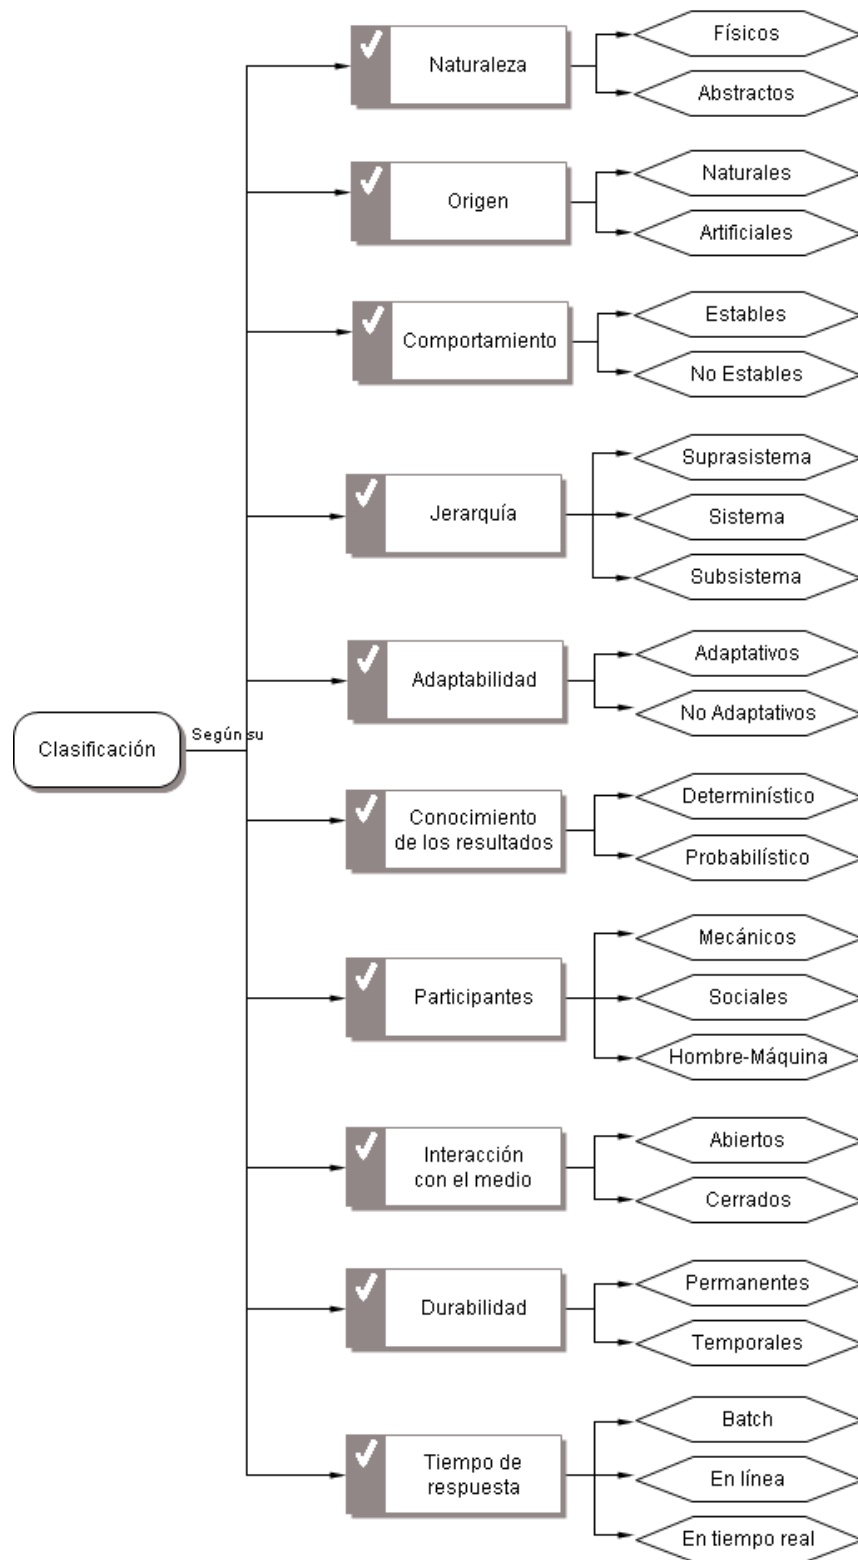 Naturaleza
Físicos
Abstractos
Origen
Naturales
Artificiales
Comportamiento
Estables
No Estables
Jerarquía
Suprasistema
Sistema
Subsistema
Adaptabilidad
Adaptativos
No Adaptativos
Clasificación
Según su
Conocimiento
de los resultados
Determinístico
Probabilístico
Participantes
Mecánicos
Sociales
Hombre-Máquina
Interacción
con el medio
Abiertos
Cerrados
Durabilidad
Permanentes
Temporales
Tiempo de
respuesta
Batch
En línea
En tiempo real